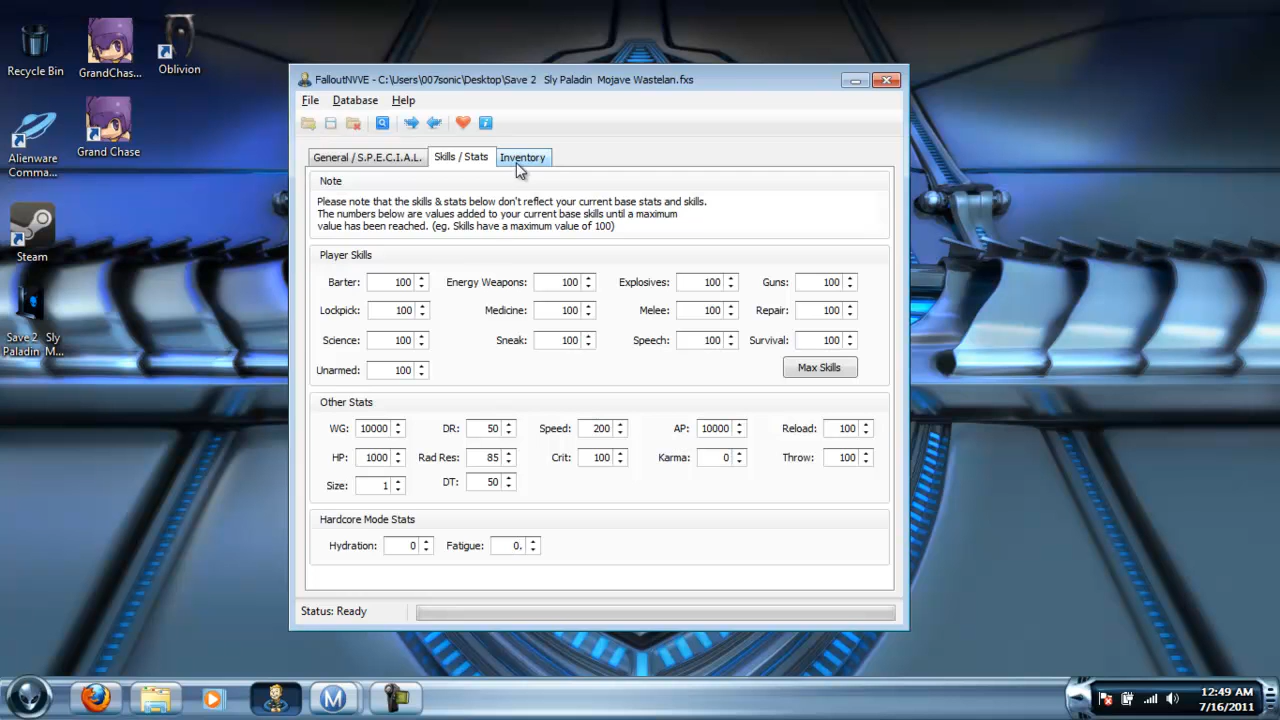 Recycle Bin
GrandChas...
Oblivion
Alienware
Comma...
Grand Chase
Steam
Save 2 Sly
Paladin M...
FalloutNVVE - C:\Users\007sonic\Desktop\Save 2 Sly Paladin Mojave Wastelan.fxs
File Database Help
General / S.P.E.C.I.A.L. Skills / Stats Inventory
Note
Please note that the skills & stats below don't reflect your current base stats and skills.
The numbers below are values added to your current base skills until a maximum
value has been reached. (eg. Skills have a maximum value of 100)
Player Skills
Barter: 100 Energy Weapons: 100 Explosives: 100 Guns: 100
Lockpick: 100 Medicine: 100 Melee: 100 Repair: 100
Science: 100 Sneak: 100 Speech: 100 Survival: 100
Unarmed: 100 Max Skills
Other Stats
WG: 10000 DR: 50 Speed: 200 AP: 10000 Reload: 100
HP: 1000 Rad Res: 85 Crit: 100 Karma: 0 Throw: 100
Size: 1 DT: 50
Hardcore Mode Stats
Hydration: 0 Fatigue: 0.
Status: Ready
12:49 AM
7/16/2011